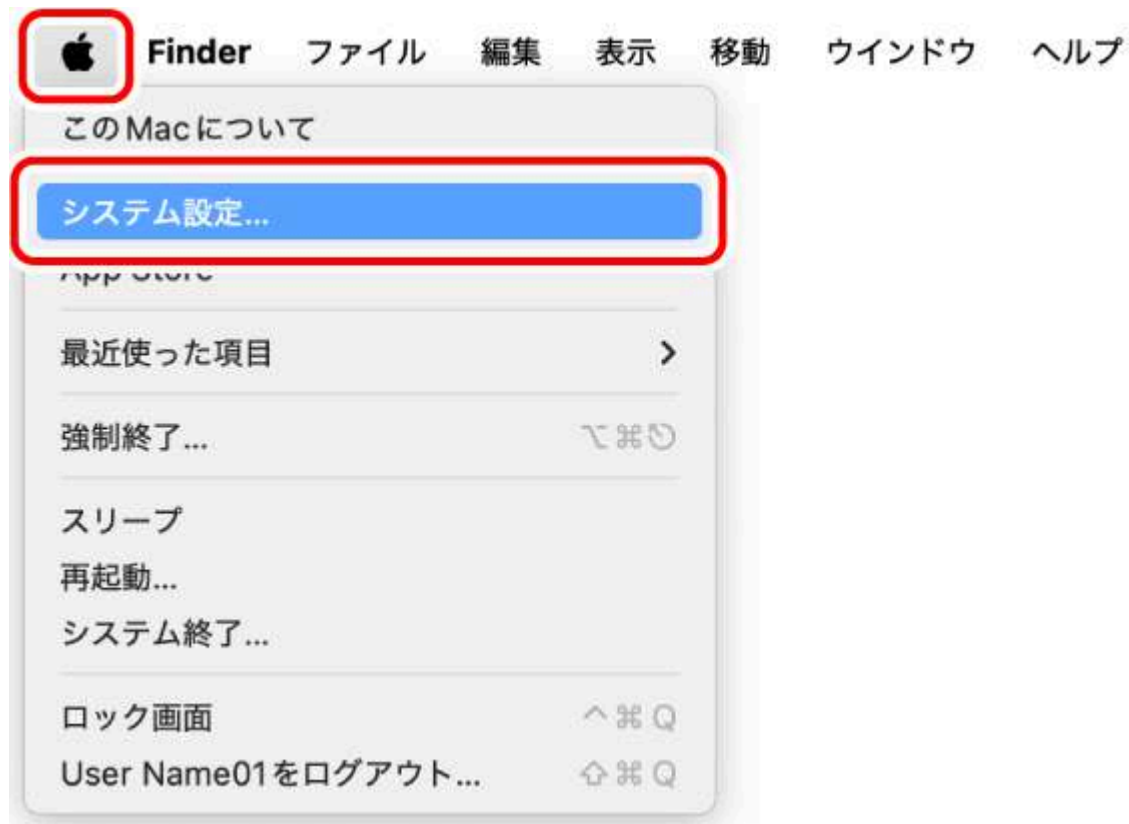 Finder ファイル 編集 表示 移動 ウインドウ ヘルプ
このMacについて
システム設定...
App Store
最近使った項目
強制終了... ⌥⌘⎋
スリープ
再起動...
システム終了...
ロック画面 ^⌘Q
User Name01をログアウト... ⇧⌘Q